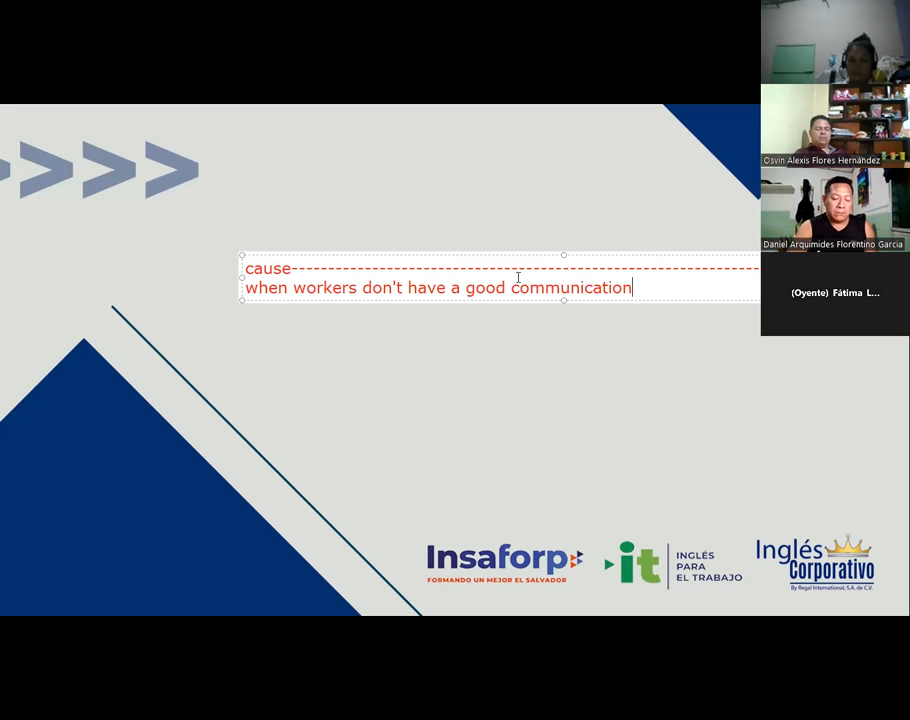 Osvin Alexis Flores Hernández
Daniel Arquimides Florentino Garcia
(Oyente) Fátima L...
>>>>
cause-------------------------------------------------------
when workers don't have a good communication
Insaforp
FORMANDO UN MEJOR EL SALVADOR
it
INGLÉS
PARA
EL TRABAJO
Inglés
Corporativo
By Regal International, S.A. de C.V.